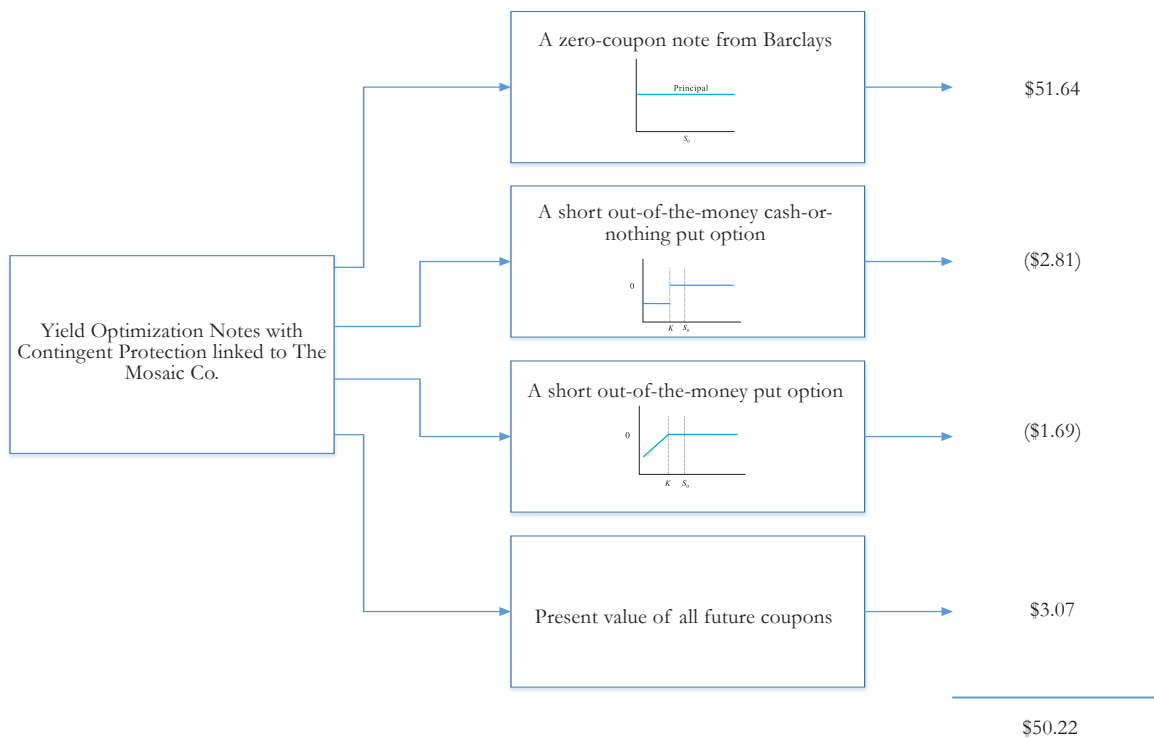 A zero-coupon note from Barclays
Principal
S₀
$51.64
A short out-of-the-money cash-or-
nothing put option
0
K S₀
($2.81)
Yield Optimization Notes with
Contingent Protection linked to The
Mosaic Co.
A short out-of-the-money put option
0
K S₀
($1.69)
Present value of all future coupons
$3.07
$50.22